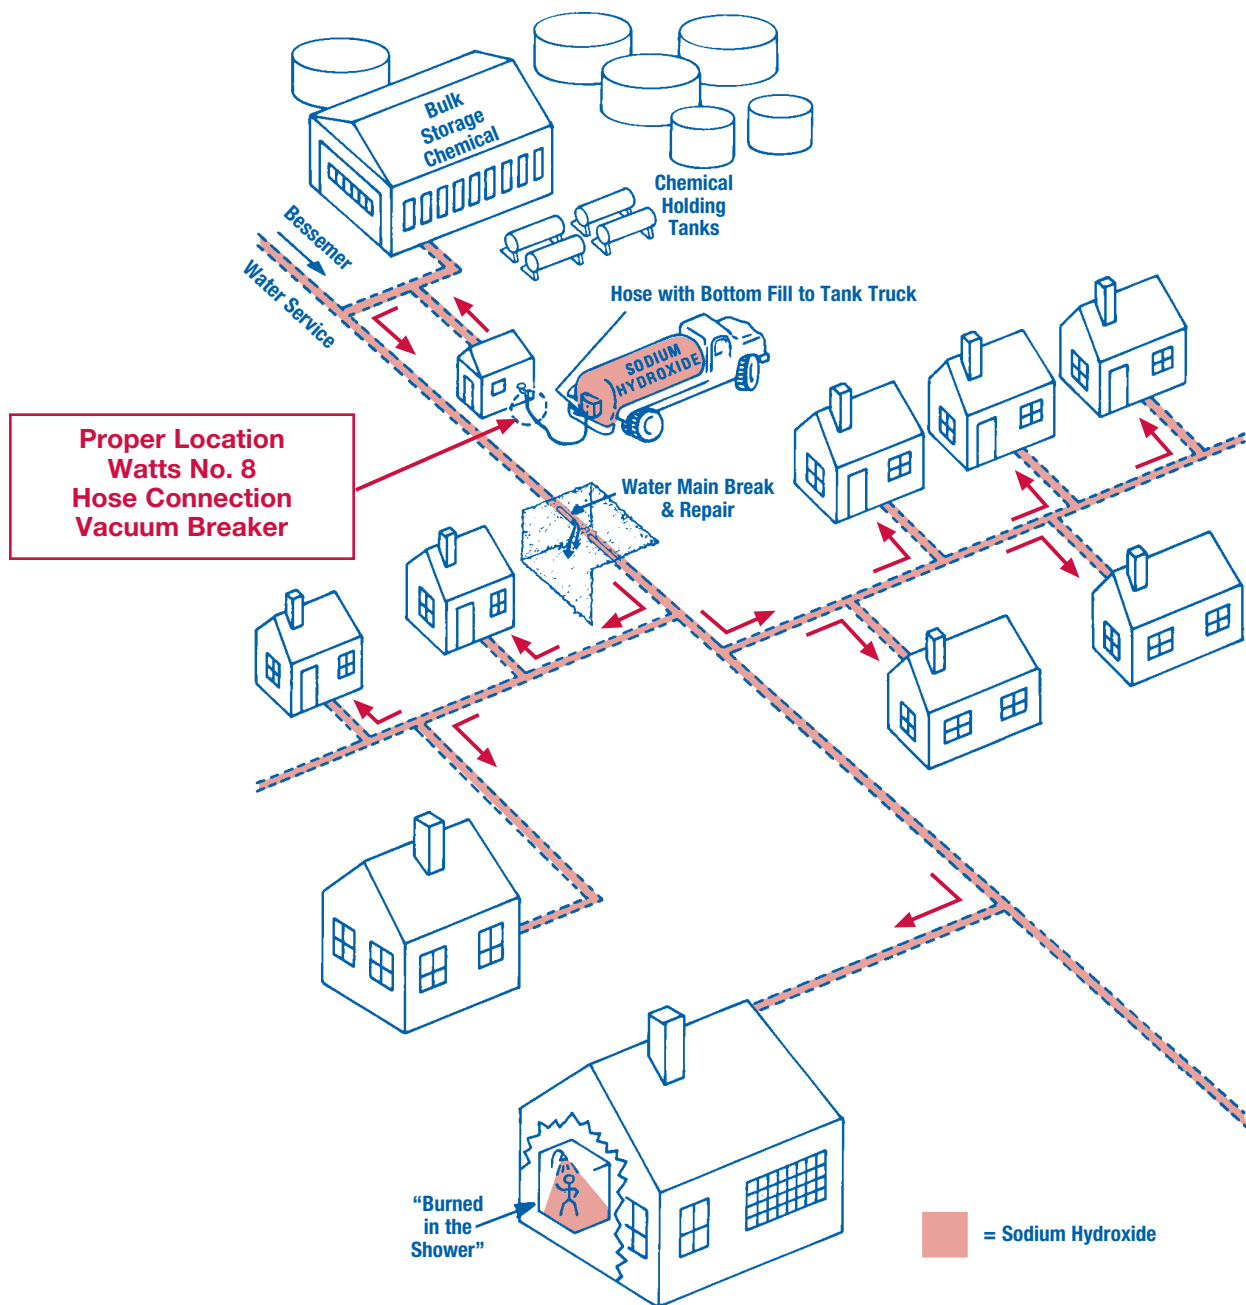 Bulk
Storage
Chemical
Chemical
Holding
Tanks
Bessemer
Water Service
Hose with Bottom Fill to Tank Truck
SODIUM
HYDROXIDE
Proper Location
Watts No. 8
Hose Connection
Vacuum Breaker
Water Main Break
& Repair
“Burned
in the
Shower”
= Sodium Hydroxide